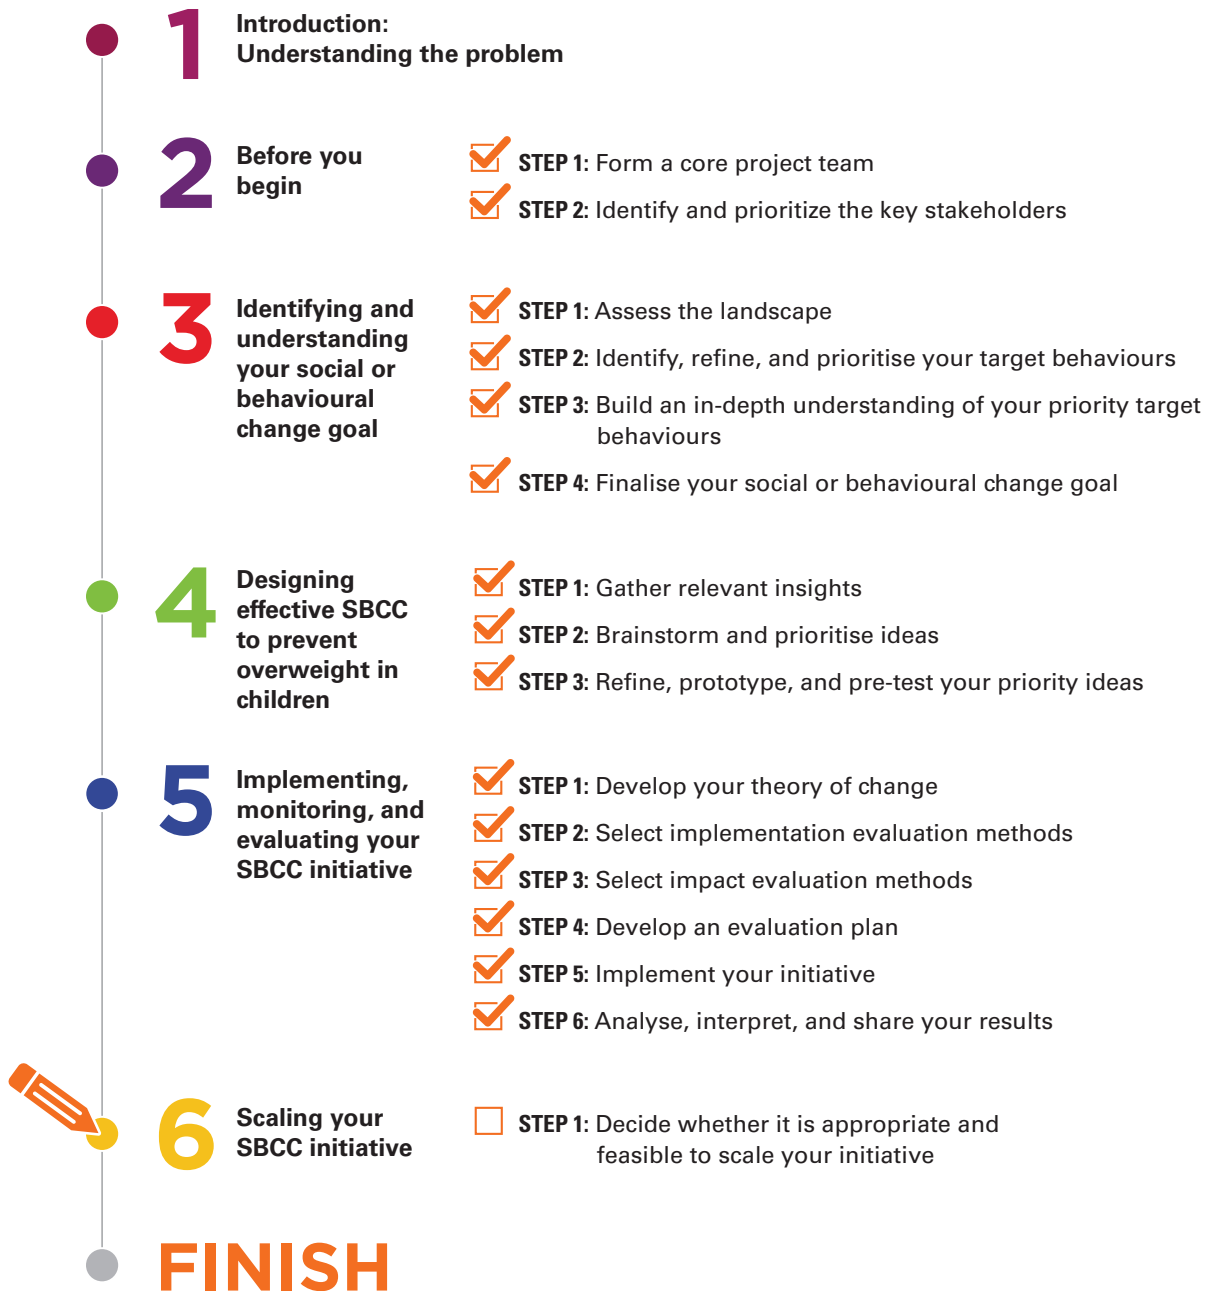 1
Introduction:
Understanding the problem
2
Before you
begin
STEP 1: Form a core project team
STEP 2: Identify and prioritize the key stakeholders
3
Identifying and
understanding
your social or
behavioural
change goal
STEP 1: Assess the landscape
STEP 2: Identify, refine, and prioritise your target behaviours
STEP 3: Build an in-depth understanding of your priority target
behaviours
STEP 4: Finalise your social or behavioural change goal
4
Designing
effective SBCC
to prevent
overweight in
children
STEP 1: Gather relevant insights
STEP 2: Brainstorm and prioritise ideas
STEP 3: Refine, prototype, and pre-test your priority ideas
5
Implementing,
monitoring, and
evaluating your
SBCC initiative
STEP 1: Develop your theory of change
STEP 2: Select implementation evaluation methods
STEP 3: Select impact evaluation methods
STEP 4: Develop an evaluation plan
STEP 5: Implement your initiative
STEP 6: Analyse, interpret, and share your results
6
Scaling your
SBCC initiative
STEP 1: Decide whether it is appropriate and
feasible to scale your initiative
FINISH